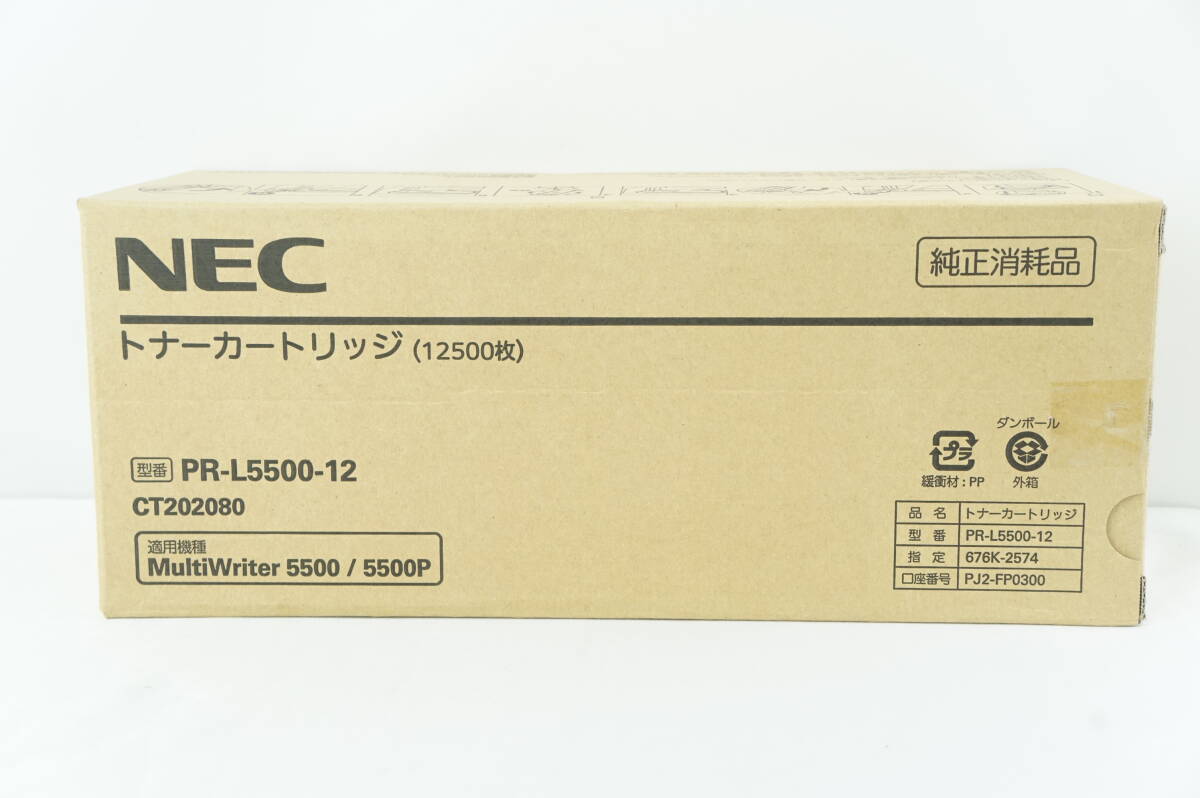 NEC
純正消耗品
トナーカートリッジ (12500枚)
型番 PR-L5500-12
CT202080
適用機種
MultiWriter 5500 / 5500P
ダンボール
プラ
緩衝材:PP 外箱
品名 トナーカートリッジ
型番 PR-L5500-12
指定 676K-2574
口座番号 PJ2-FP0300